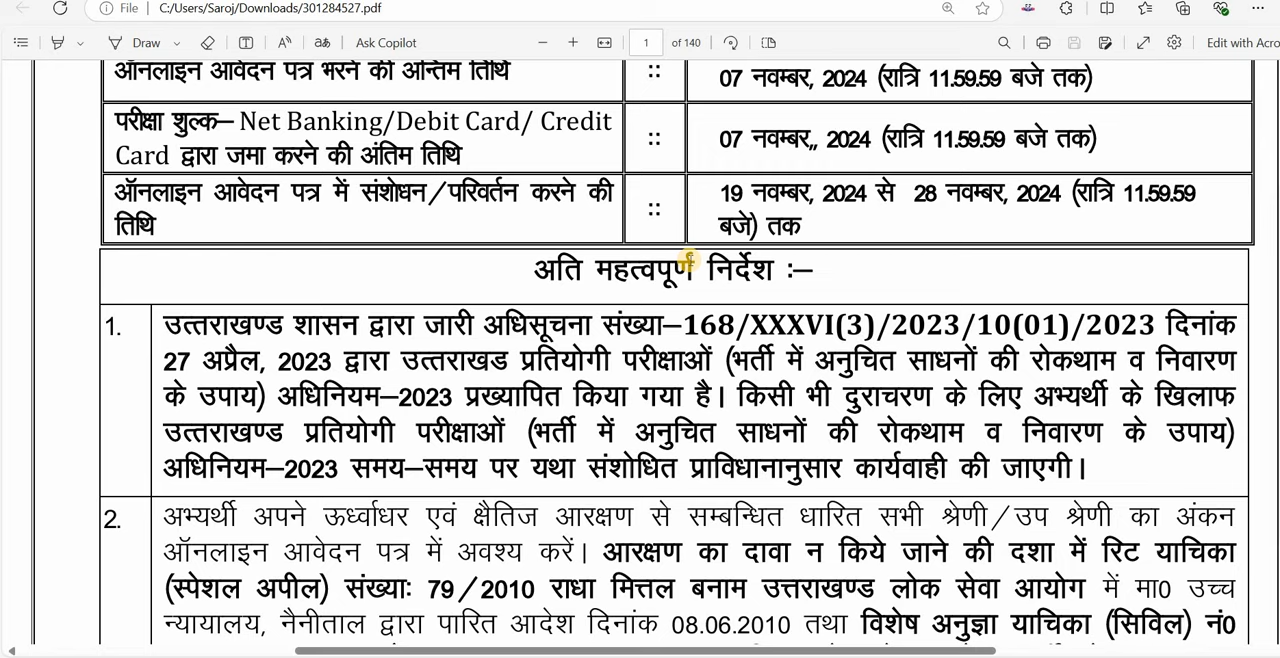 File C:/Users/Saroj/Downloads/301284527.pdf
Draw Ask Copilot 1 of 140 Edit with Acro
ऑनलाइन आवेदन पत्र भरने की अन्तिम तिथि :: 07 नवम्बर, 2024 (रात्रि 11.59.59 बजे तक)
परीक्षा शुल्क– Net Banking/Debit Card/ Credit
Card द्वारा जमा करने की अंतिम तिथि :: 07 नवम्बर,, 2024 (रात्रि 11.59.59 बजे तक)
ऑनलाइन आवेदन पत्र में संशोधन/परिवर्तन करने की
तिथि :: 19 नवम्बर, 2024 से 28 नवम्बर, 2024 (रात्रि 11.59.59
बजे) तक
अति महत्वपूर्ण निर्देश :–
1. उत्तराखण्ड शासन द्वारा जारी अधिसूचना संख्या–168/XXXVI(3)/2023/10(01)/2023 दिनांक
27 अप्रैल, 2023 द्वारा उत्तराखड प्रतियोगी परीक्षाओं (भर्ती में अनुचित साधनों की रोकथाम व निवारण
के उपाय) अधिनियम–2023 प्रख्यापित किया गया है। किसी भी दुराचरण के लिए अभ्यर्थी के खिलाफ
उत्तराखण्ड प्रतियोगी परीक्षाओं (भर्ती में अनुचित साधनों की रोकथाम व निवारण के उपाय)
अधिनियम–2023 समय–समय पर यथा संशोधित प्राविधानानुसार कार्यवाही की जाएगी।
2. अभ्यर्थी अपने ऊर्ध्वाधर एवं क्षैतिज आरक्षण से सम्बन्धित धारित सभी श्रेणी/उप श्रेणी का अंकन
ऑनलाइन आवेदन पत्र में अवश्य करें। आरक्षण का दावा न किये जाने की दशा में रिट याचिका
(स्पेशल अपील) संख्याः 79/2010 राधा मित्तल बनाम उत्तराखण्ड लोक सेवा आयोग में मा0 उच्च
न्यायालय, नैनीताल द्वारा पारित आदेश दिनांक 08.06.2010 तथा विशेष अनुज्ञा याचिका (सिविल) नं0